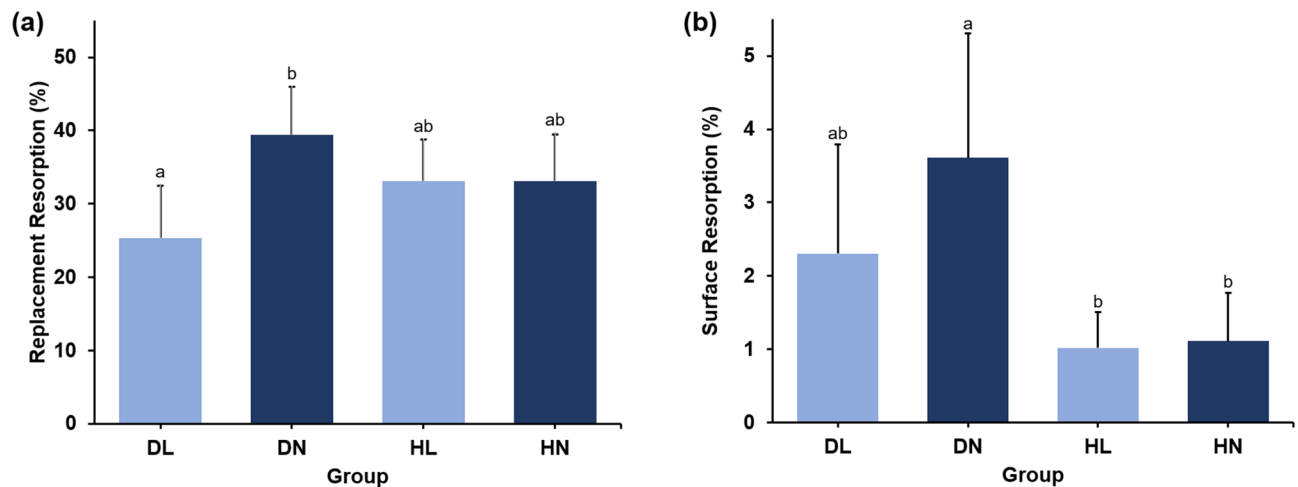 (a)
Replacement Resorption (%)
50
40
30
20
10
0
a
b
ab
ab
DL
DN
HL
HN
Group
(b)
Surface Resorption (%)
5
4
3
2
1
0
ab
a
b
b
DL
DN
HL
HN
Group